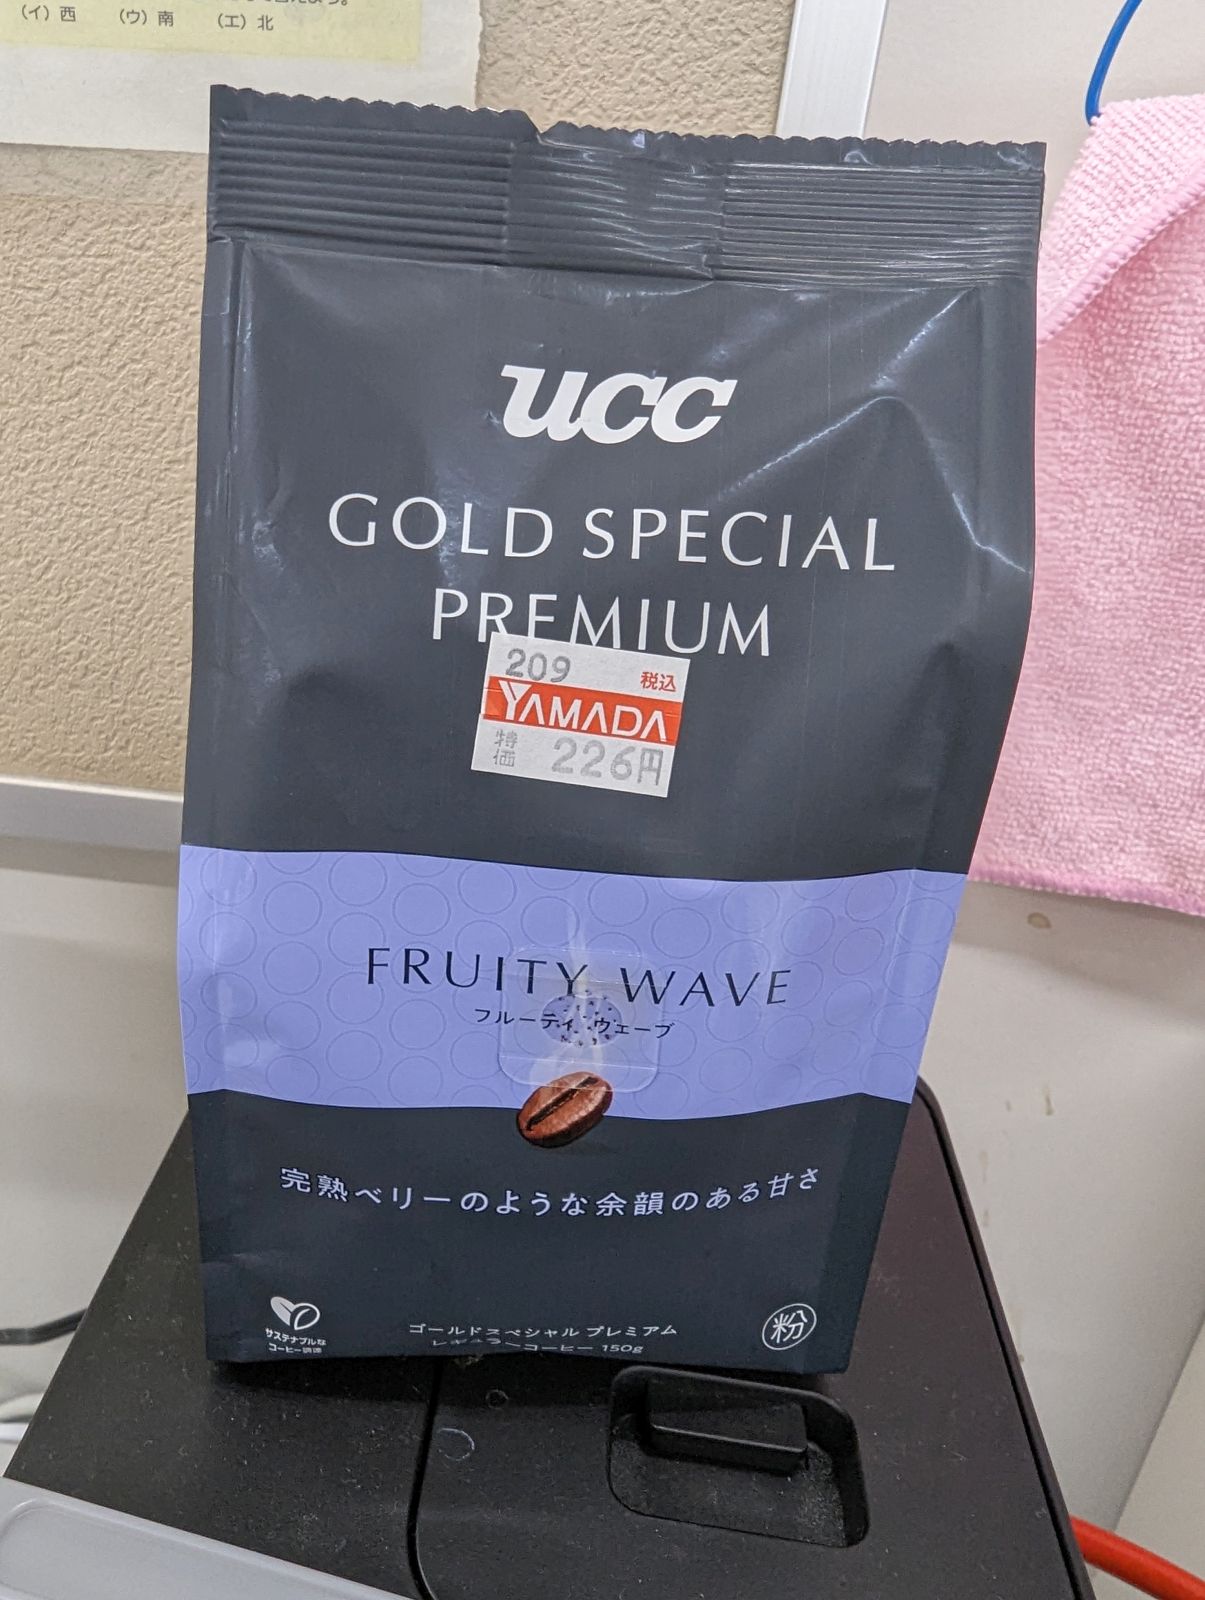 (イ) 西 (ウ) 南 (エ) 北
ucc
GOLD SPECIAL
PREMIUM
209 税込
YAMADA
特価 226円
FRUITY WAVE
フルーティ ウェーブ
完熟ベリーのような余韻のある甘さ
サステナブルな
コーヒー調達
ゴールドスペシャル プレミアム
レギュラーコーヒー 150g
粉